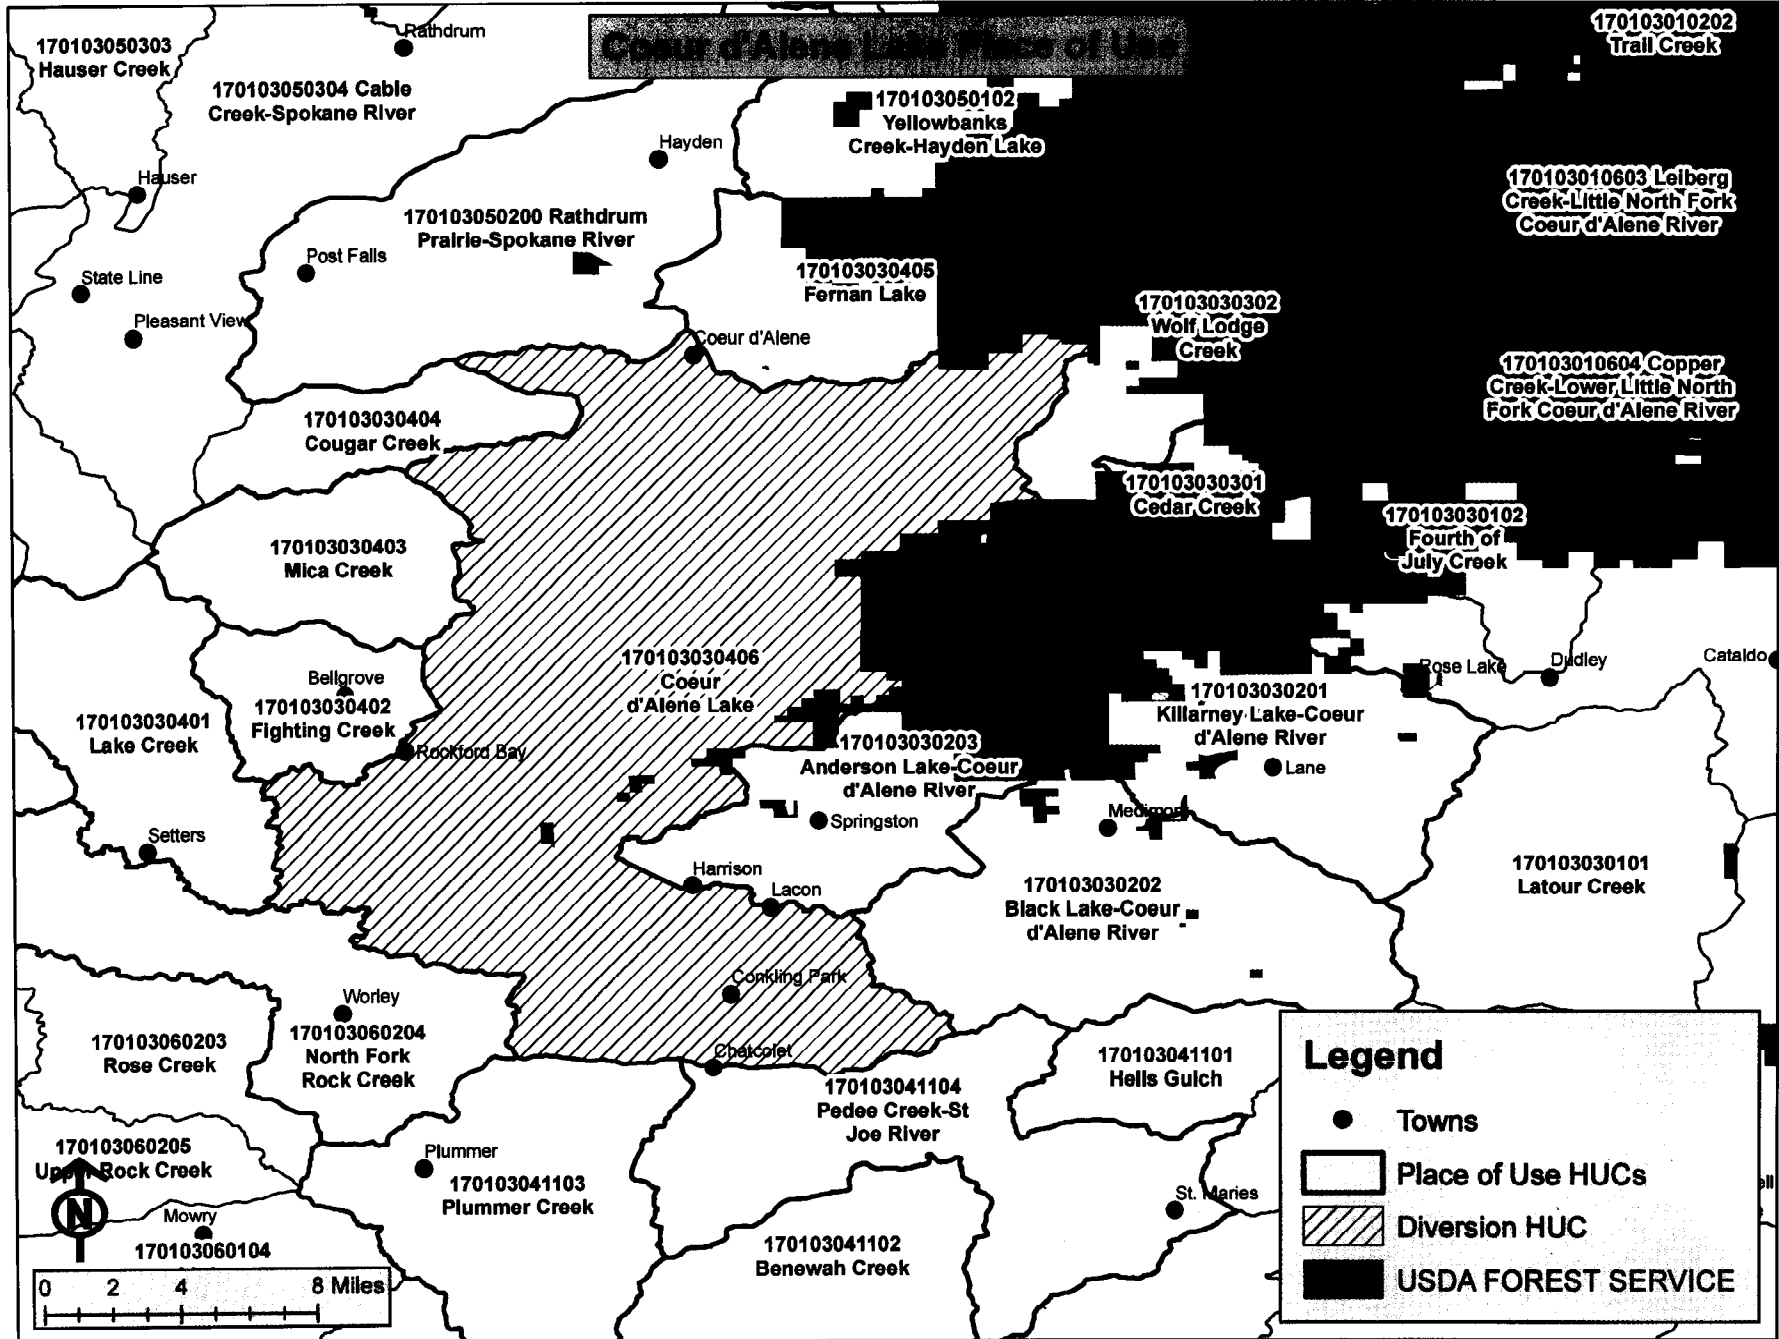 Coeur d'Alene Lake Place of Use
170103010202
Trail Creek
170103050303
Hauser Creek
Rathdrum
170103050304 Cable
Creek-Spokane River
170103050102
Yellowbanks
Creek-Hayden Lake
Hayden
Hauser
170103010603 Leiberg
Creek-Little North Fork
Coeur d'Alene River
170103050200 Rathdrum
Prairie-Spokane River
Post Falls
State Line
Pleasant View
170103030405
Fernan Lake
170103030302
Wolf Lodge
Creek
Coeur d'Alene
170103010604 Copper
Creek-Lower Little North
Fork Coeur d'Alene River
170103030404
Cougar Creek
170103030301
Cedar Creek
170103030102
Fourth of
July Creek
170103030403
Mica Creek
170103030406
Coeur
d'Alene Lake
Rose Lake
Dudley
Cataldo
Bellgrove
170103030402
Fighting Creek
170103030401
Lake Creek
Rockford Bay
170103030201
Killarney Lake-Coeur
d'Alene River
170103030203
Anderson Lake-Coeur
d'Alene River
Lane
Springston
Medimont
Setters
Harrison
Lacon
170103030202
Black Lake-Coeur
d'Alene River
170103030101
Latour Creek
Conkling Park
Worley
170103060204
North Fork
Rock Creek
170103060203
Rose Creek
Chatcolet
170103041101
Hells Gulch
170103041104
Pedee Creek-St
Joe River
170103060205
Upper Rock Creek
Plummer
170103041103
Plummer Creek
St. Maries
Mowry
170103060104
170103041102
Benewah Creek
N
0 2 4 8 Miles
Legend
Towns
Place of Use HUCs
Diversion HUC
USDA FOREST SERVICE